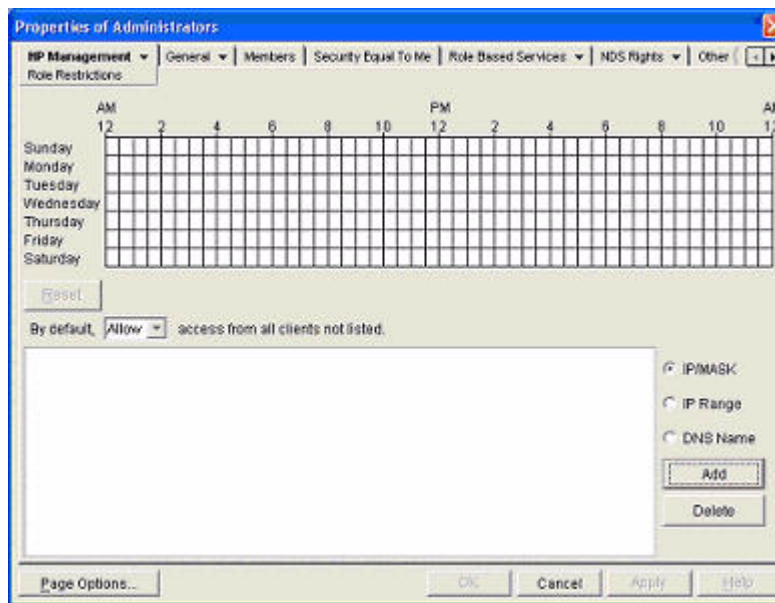 Properties of Administrators
HP Management
General
Members
Security Equal To Me
Role Based Services
NDS Rights
Other
Role Restrictions
AM
PM
12 2 4 6 8 10 12 2 4 6 8 10
Sunday
Monday
Tuesday
Wednesday
Thursday
Friday
Saturday
Reset
By default, Allow access from all clients not listed.
IP/MASK
IP Range
DNS Name
Add
Delete
Page Options...
OK
Cancel
Apply
Help